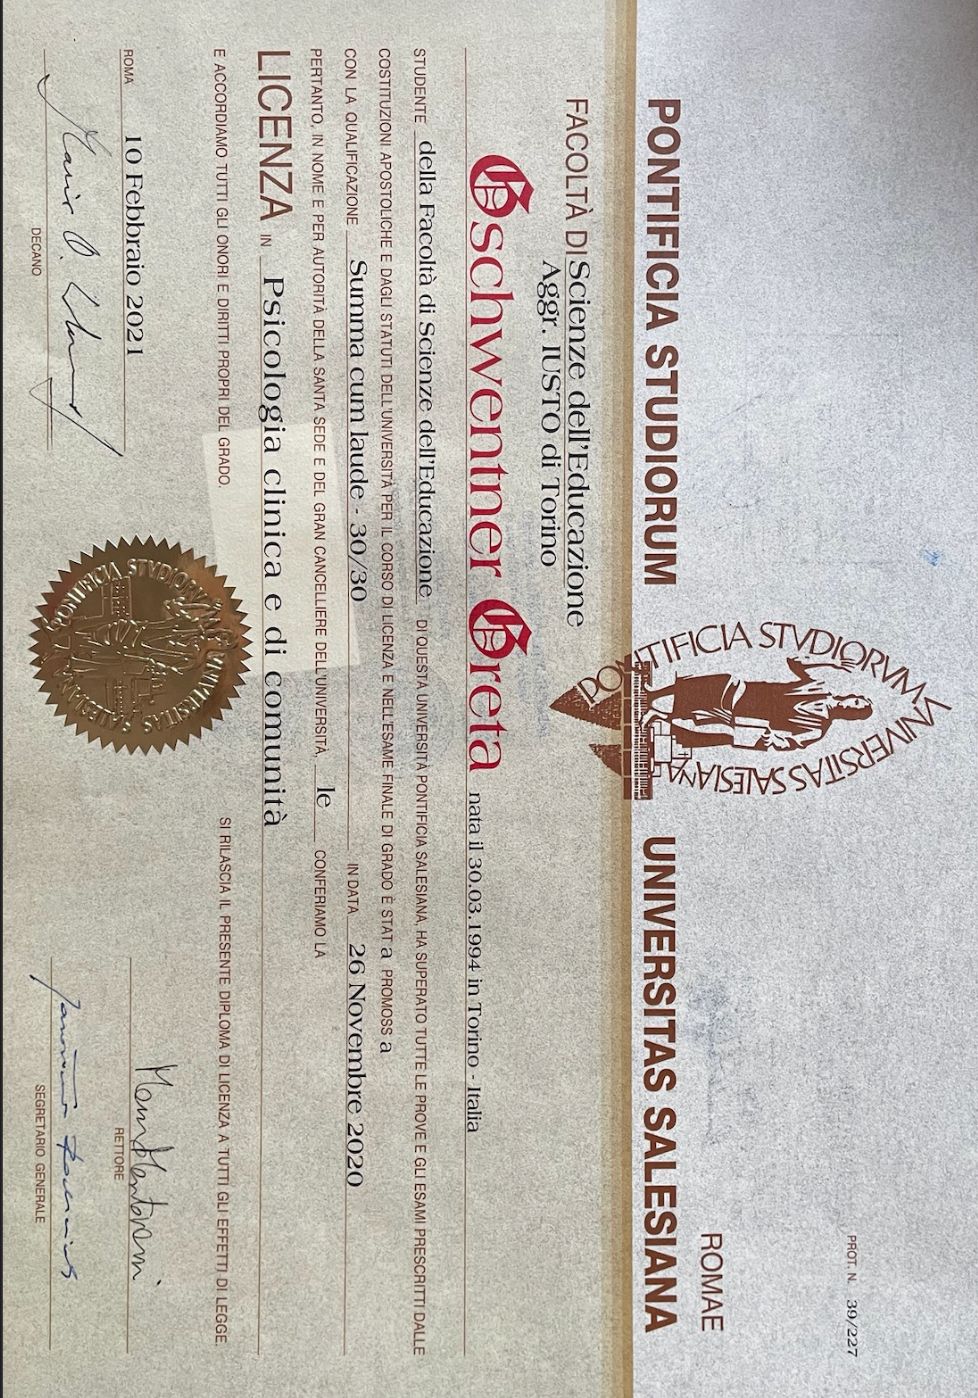 PROT. N. 39/227
PONTIFICIA STVDIORVM VNIVERSITAS SALESIANA
ROMAE
PONTIFICIA STUDIORUM UNIVERSITAS SALESIANA
FACOLTÀ DI Scienze dell'Educazione
Aggr. IUSTO di Torino
Gschwentner Greta nata il 30.03.1994 in Torino - Italia
STUDENTE della Facoltà di Scienze dell'Educazione DI QUESTA UNIVERSITÀ PONTIFICIA SALESIANA, HA SUPERATO TUTTE LE PROVE E GLI ESAMI PRESCRITTI DALLE
COSTITUZIONI APOSTOLICHE E DAGLI STATUTI DELL'UNIVERSITÀ PER IL CORSO DI LICENZA E NELL'ESAME FINALE DI GRADO È STAT a PROMOSS a
CON LA QUALIFICAZIONE Summa cum laude - 30/30 IN DATA 26 Novembre 2020
PERTANTO, IN NOME E PER AUTORITÀ DELLA SANTA SEDE E DEL GRAN CANCELLIERE DELL'UNIVERSITÀ, le CONFERIAMO LA
LICENZA IN Psicologia clinica e di comunità
E ACCORDIAMO TUTTI GLI ONORI E DIRITTI PROPRI DEL GRADO. SI RILASCIA IL PRESENTE DIPLOMA DI LICENZA A TUTTI GLI EFFETTI DI LEGGE.
ROMA 10 Febbraio 2021
RETTORE
DECANO
SEGRETARIO GENERALE
PONTIFICIA STVDIORVM VNIVERSITAS SALESIANA